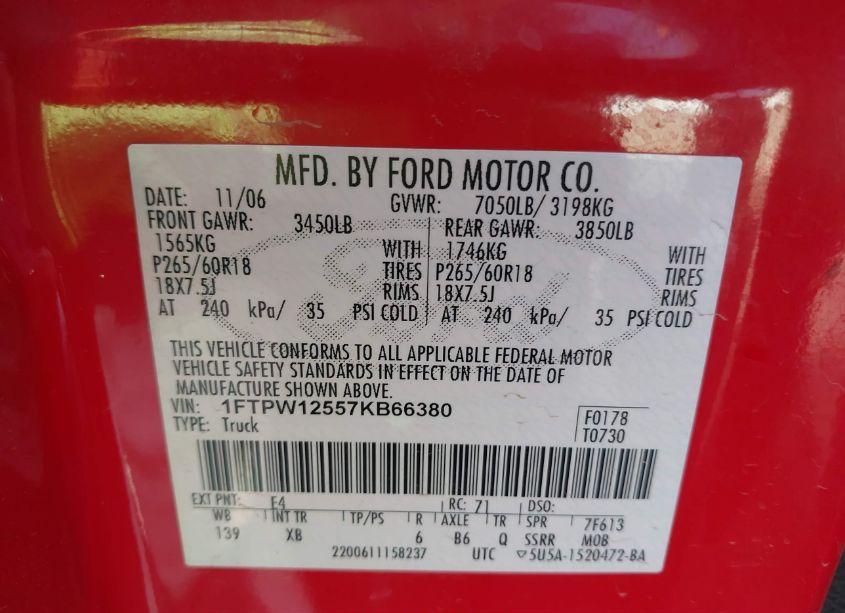 MFD. BY FORD MOTOR CO.
DATE: 11/06 GVWR: 7050LB/ 3198KG
FRONT GAWR: 3450LB REAR GAWR: 3850LB
1565KG WITH 1746KG WITH
P265/60R18 TIRES P265/60R18 TIRES
18X7.5J RIMS 18X7.5J RIMS
AT 240 kPa/ 35 PSI COLD AT 240 kPa/ 35 PSI COLD
THIS VEHICLE CONFORMS TO ALL APPLICABLE FEDERAL MOTOR
VEHICLE SAFETY STANDARDS IN EFFECT ON THE DATE OF
MANUFACTURE SHOWN ABOVE.
VIN: 1FTPW12557KB66380 F0178
TYPE: Truck T0730
EXT PNT: E4 RC: 71 DSO:
WB INT TR TP/PS R AXLE TR SPR 7F613
139 XB 6 B6 Q SSRR MOB
2200611158237 UTC ▽5U5A-1520472-BA